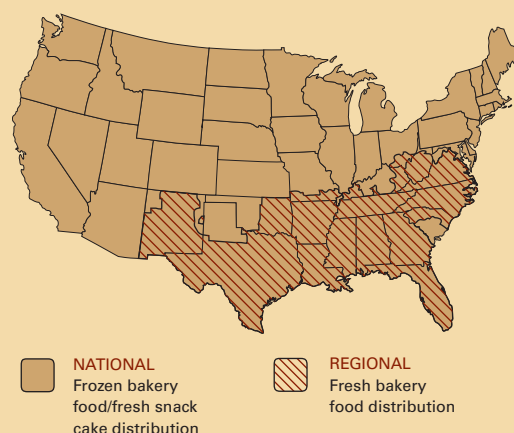 NATIONAL
Frozen bakery
food/fresh snack
cake distribution
REGIONAL
Fresh bakery
food distribution